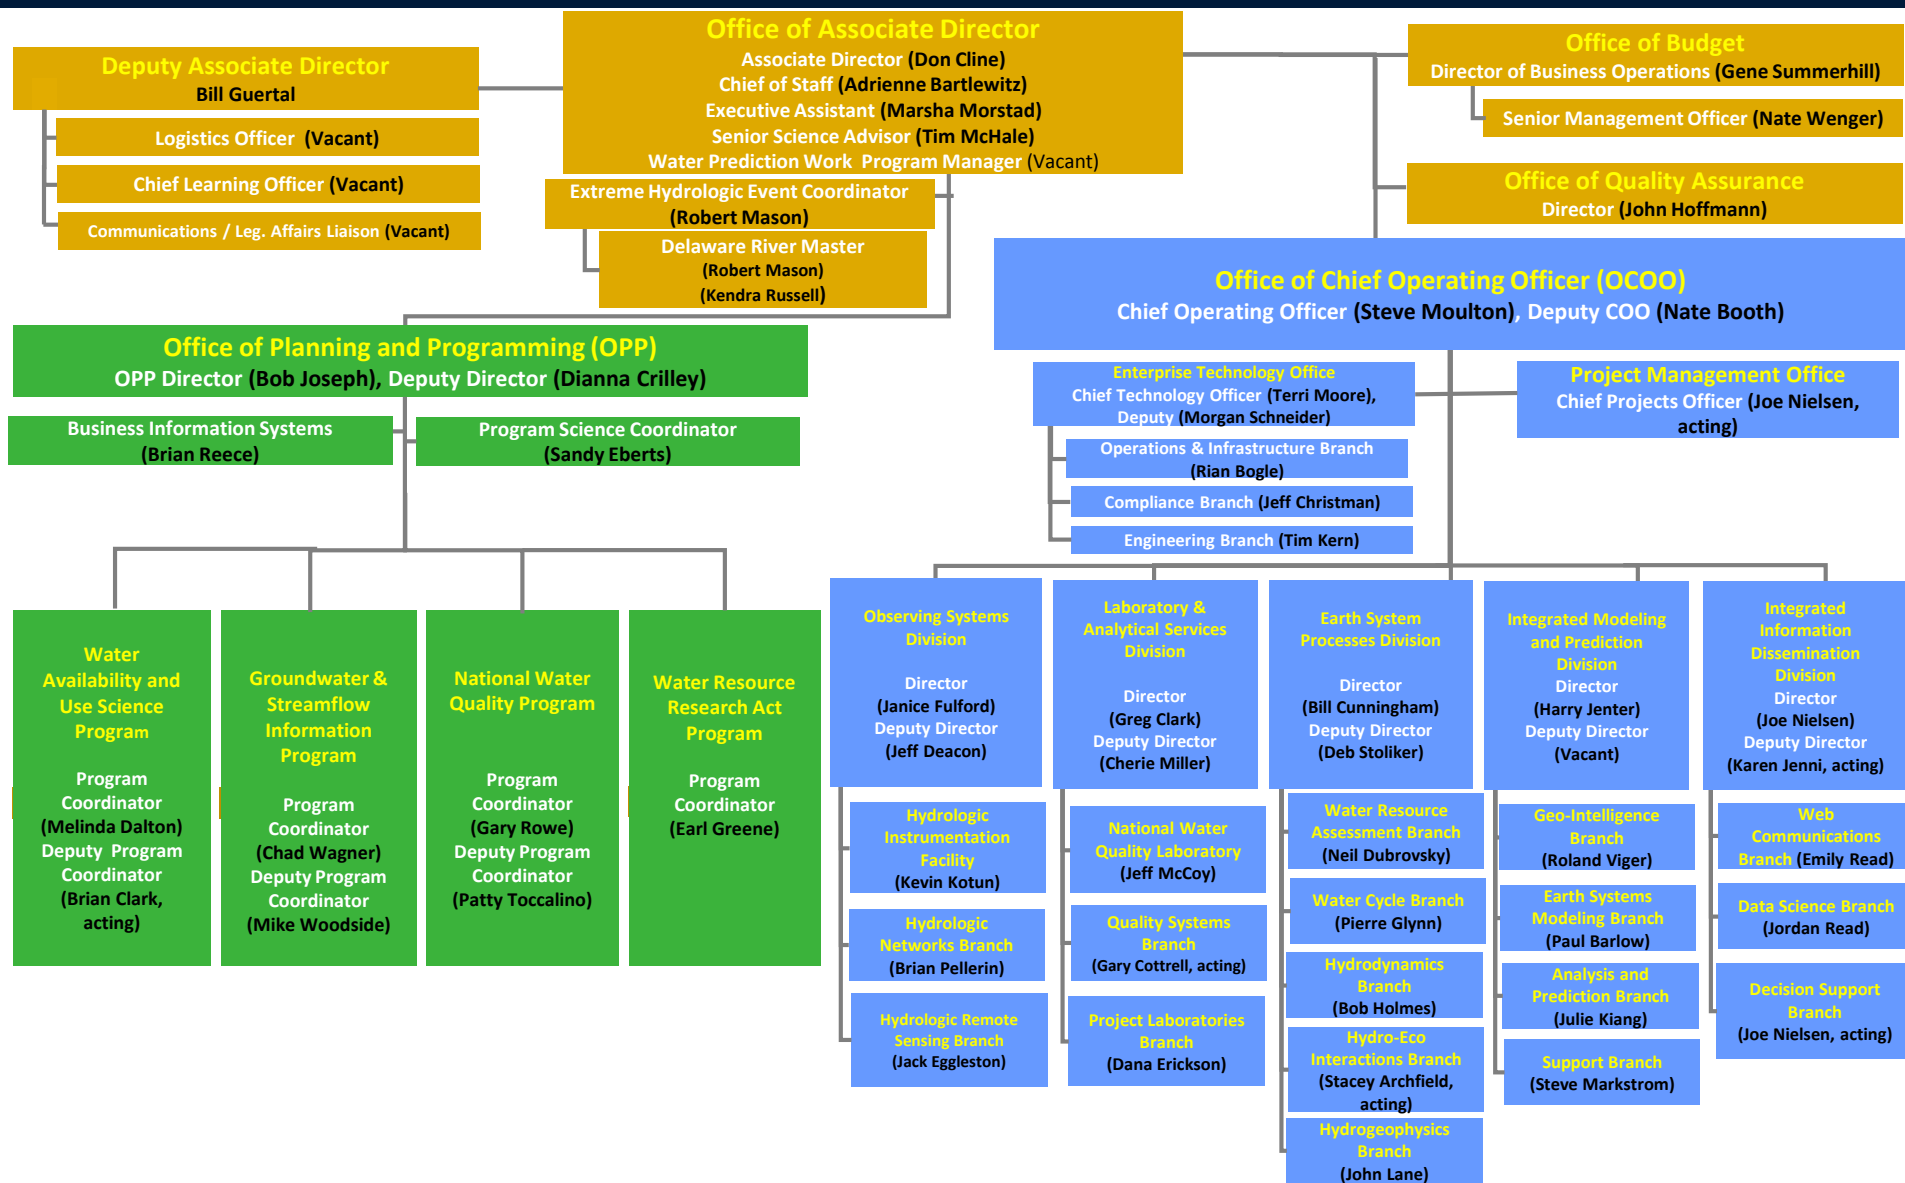 Office of Associate Director
Associate Director (Don Cline)
Chief of Staff (Adrienne Bartlewitz)
Executive Assistant (Marsha Morstad)
Senior Science Advisor (Tim McHale)
Water Prediction Work Program Manager (Vacant)
Deputy Associate Director
Bill Guertal
Logistics Officer (Vacant)
Chief Learning Officer (Vacant)
Communications / Leg. Affairs Liaison (Vacant)
Office of Budget
Director of Business Operations (Gene Summerhill)
Senior Management Officer (Nate Wenger)
Office of Quality Assurance
Director (John Hoffmann)
Extreme Hydrologic Event Coordinator
(Robert Mason)
Delaware River Master
(Robert Mason)
(Kendra Russell)
Office of Chief Operating Officer (OCOO)
Chief Operating Officer (Steve Moulton), Deputy COO (Nate Booth)
Office of Planning and Programming (OPP)
OPP Director (Bob Joseph), Deputy Director (Dianna Crilley)
Business Information Systems
(Brian Reece)
Program Science Coordinator
(Sandy Eberts)
Enterprise Technology Office
Chief Technology Officer (Terri Moore),
Deputy (Morgan Schneider)
Operations & Infrastructure Branch
(Rian Bogle)
Compliance Branch (Jeff Christman)
Engineering Branch (Tim Kern)
Project Management Office
Chief Projects Officer (Joe Nielsen,
acting)
Water
Availability and
Use Science
Program
Program
Coordinator
(Melinda Dalton)
Deputy Program
Coordinator
(Brian Clark,
acting)
Groundwater &
Streamflow
Information
Program
Program
Coordinator
(Chad Wagner)
Deputy Program
Coordinator
(Mike Woodside)
National Water
Quality Program
Program
Coordinator
(Gary Rowe)
Deputy Program
Coordinator
(Patty Toccalino)
Water Resource
Research Act
Program
Program
Coordinator
(Earl Greene)
Observing Systems
Division
Director
(Janice Fulford)
Deputy Director
(Jeff Deacon)
Hydrologic
Instrumentation
Facility
(Kevin Kotun)
Hydrologic
Networks Branch
(Brian Pellerin)
Hydrologic Remote
Sensing Branch
(Jack Eggleston)
Laboratory &
Analytical Services
Division
Director
(Greg Clark)
Deputy Director
(Cherie Miller)
National Water
Quality Laboratory
(Jeff McCoy)
Quality Systems
Branch
(Gary Cottrell, acting)
Project Laboratories
Branch
(Dana Erickson)
Earth System
Processes Division
Director
(Bill Cunningham)
Deputy Director
(Deb Stoliker)
Water Resource
Assessment Branch
(Neil Dubrovsky)
Water Cycle Branch
(Pierre Glynn)
Hydrodynamics
Branch
(Bob Holmes)
Hydro-Eco
Interactions Branch
(Stacey Archfield,
acting)
Hydrogeophysics
Branch
(John Lane)
Integrated Modeling
and Prediction
Division
Director
(Harry Jenter)
Deputy Director
(Vacant)
Geo-Intelligence
Branch
(Roland Viger)
Earth Systems
Modeling Branch
(Paul Barlow)
Analysis and
Prediction Branch
(Julie Kiang)
Support Branch
(Steve Markstrom)
Integrated
Information
Dissemination
Division
Director
(Joe Nielsen)
Deputy Director
(Karen Jenni, acting)
Web
Communications
Branch (Emily Read)
Data Science Branch
(Jordan Read)
Decision Support
Branch
(Joe Nielsen, acting)